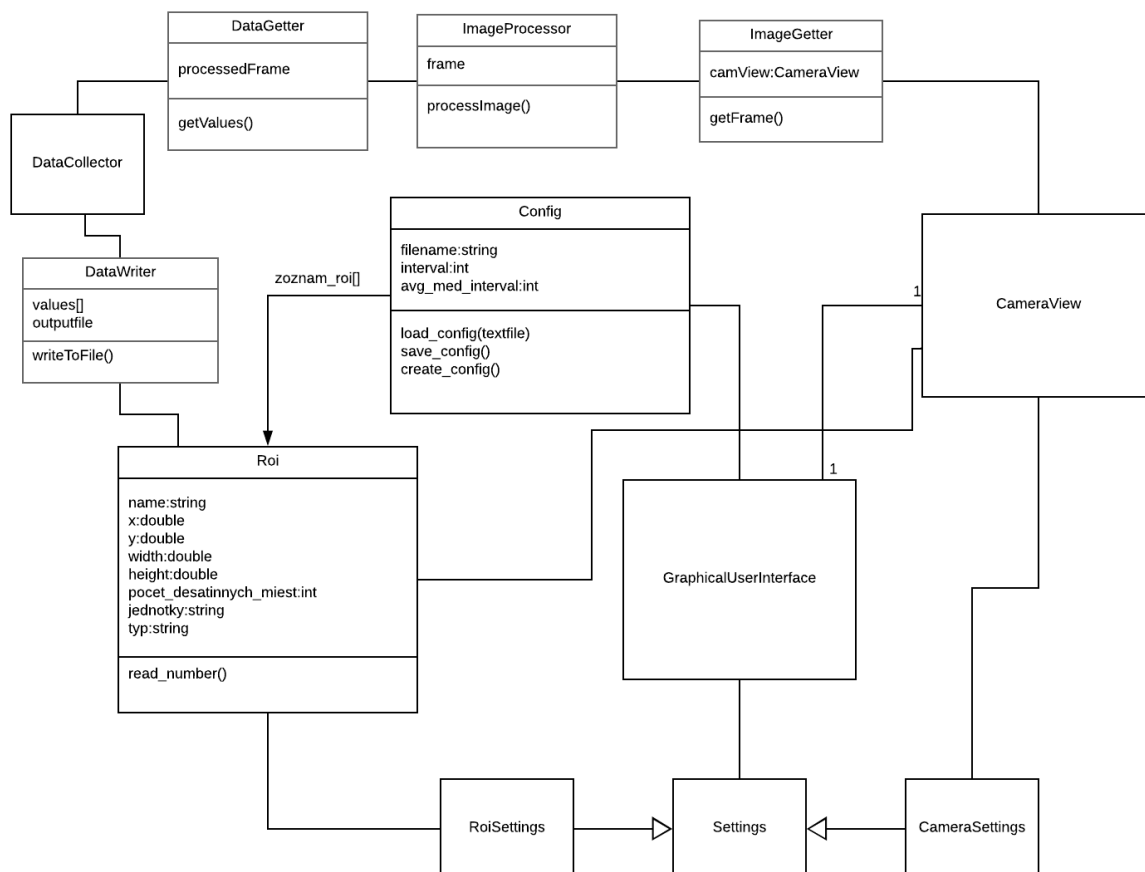 DataGetter
processedFrame
getValues()
ImageProcessor
frame
processImage()
ImageGetter
camView:CameraView
getFrame()
DataCollector
DataWriter
values[]
outputfile
writeToFile()
zoznam_roi[]
Config
filename:string
interval:int
avg_med_interval:int
load_config(textfile)
save_config()
create_config()
1
CameraView
1
Roi
name:string
x:double
y:double
width:double
height:double
pocet_desatinnych_miest:int
jednotky:string
typ:string
read_number()
GraphicalUserInterface
RoiSettings
Settings
CameraSettings